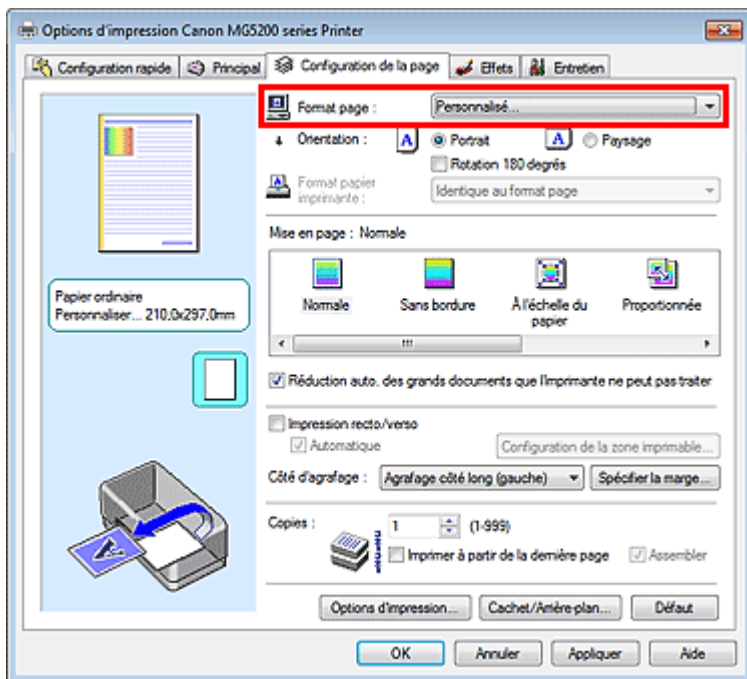 Options d'impression Canon MG5200 series Printer
Configuration rapide
Principal
Configuration de la page
Effets
Entretien
Format page :
Personnalisé...
Orientation :
A
Portrait
A
Paysage
Rotation 180 degrés
Format papier
imprimante :
Identique au format page
Mise en page : Normale
Normale
Sans bordure
À l'échelle du
papier
Proportionnée
Papier ordinaire
Personnaliser... 210.0x297.0mm
Réduction auto. des grands documents que l'imprimante ne peut pas traiter
Impression recto/verso
Automatique
Configuration de la zone imprimable...
Côté d'agrafage :
Agrafage côté long (gauche)
Spécifier la marge...
Copies :
1
(1-999)
Imprimer à partir de la dernière page
Assembler
Options d'impression...
Cachet/Arrière-plan...
Défaut
OK
Annuler
Appliquer
Aide